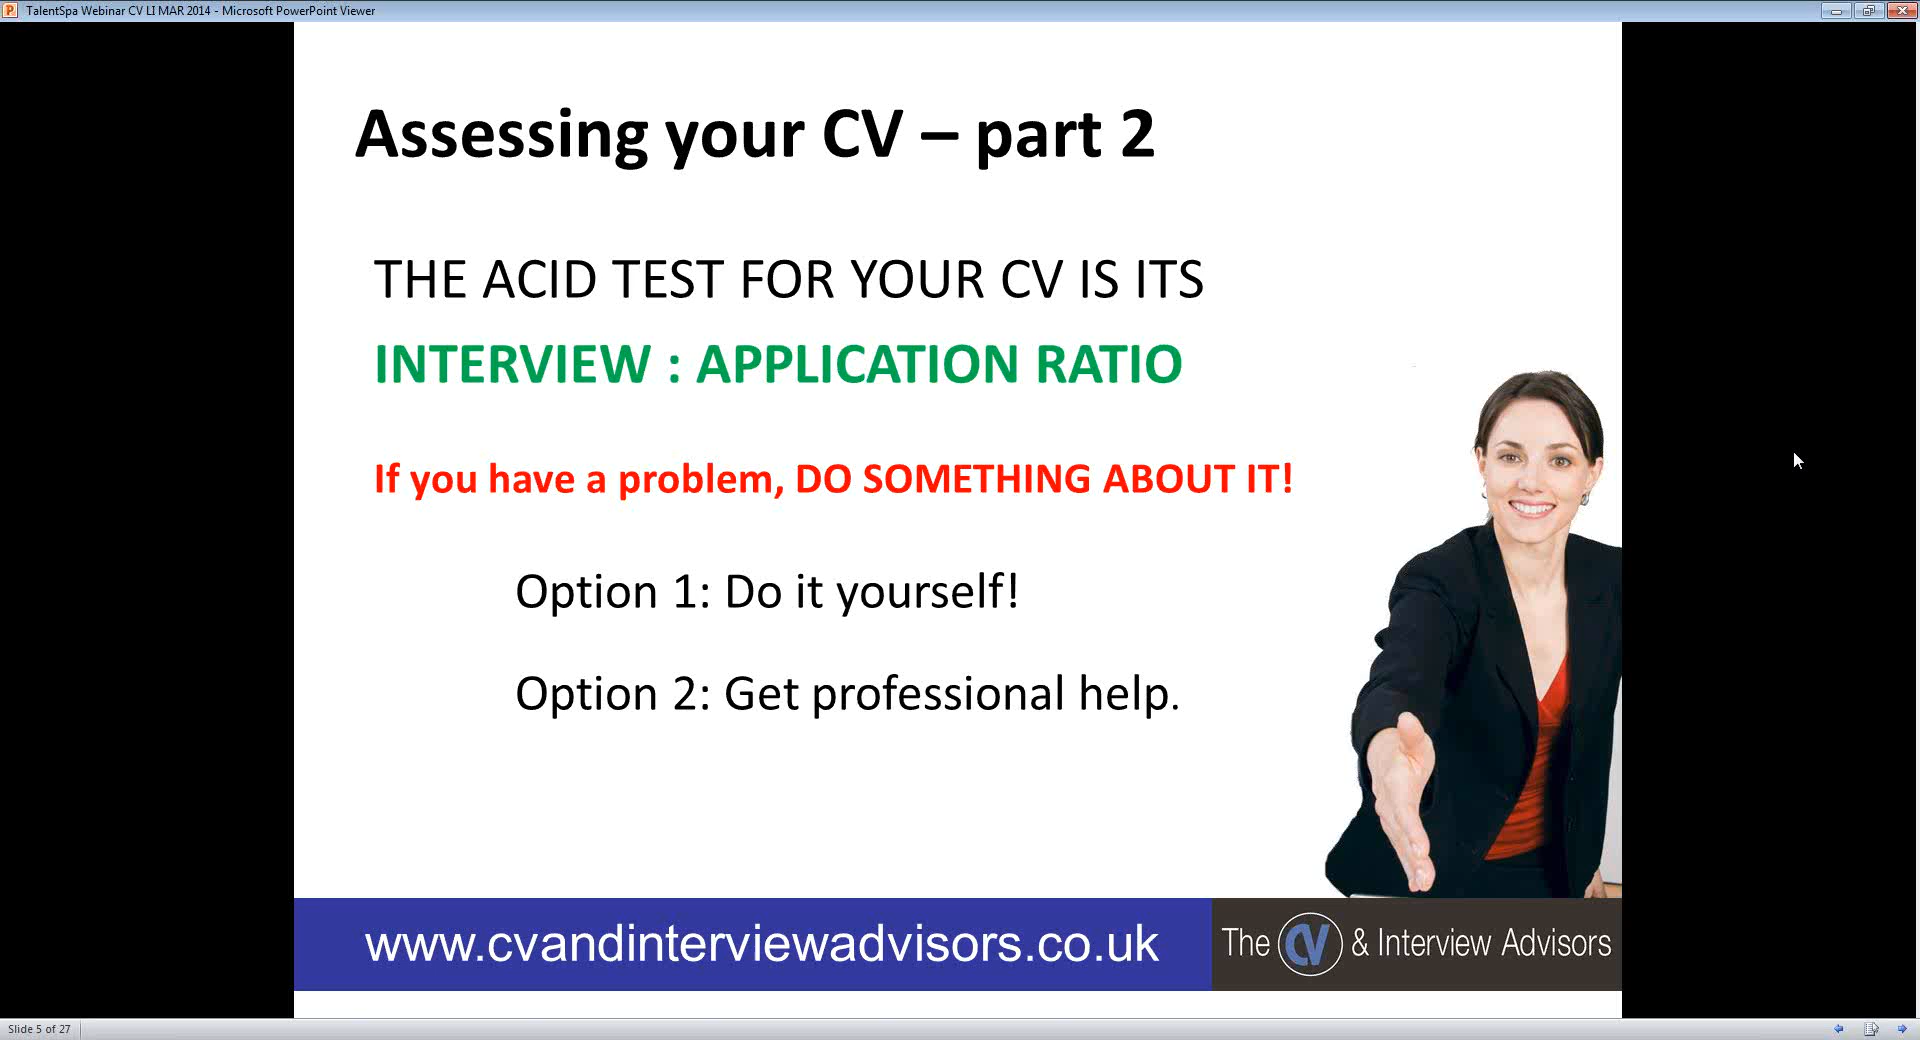 TalentSpa Webinar CV LI MAR 2014 - Microsoft PowerPoint Viewer
Assessing your CV – part 2
THE ACID TEST FOR YOUR CV IS ITS
INTERVIEW : APPLICATION RATIO
If you have a problem, DO SOMETHING ABOUT IT!
Option 1: Do it yourself!
Option 2: Get professional help.
www.cvandinterviewadvisors.co.uk
The CV & Interview Advisors
Slide 5 of 27